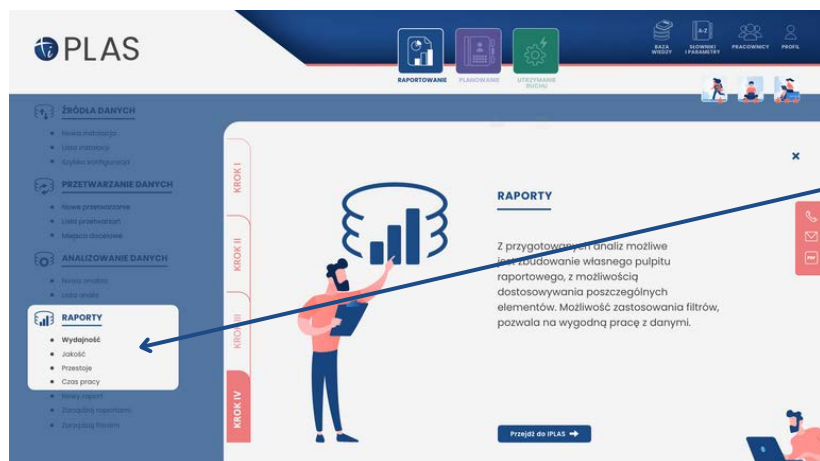 PLAS
RAPORTOWANIE
PLANOWANIE
UTRZYMANIE
RUCHU
BAZA
WIEDZY
A-Z
SŁOWNIKI
I PARAMETRY
PRACOWNICY
PROFIL
ŹRÓDŁA DANYCH
Nowa instalacja
Lista instalacji
Szybka konfiguracja
PRZETWARZANIE DANYCH
Nowe przetwarzanie
Lista przetwarzań
Miejsca docelowe
ANALIZOWANIE DANYCH
Nowa analiza
Lista analiz
RAPORTY
Wydajność
Jakość
Przestoje
Czas pracy
Nowy raport
Zarządzaj raportami
Zarządzaj filtrami
KROK I
KROK II
KROK III
KROK IV
RAPORTY
Z przygotowanych analiz możliwe
jest zbudowanie własnego pulpitu
raportowego, z możliwością
dostosowywania poszczególnych
elementów. Możliwość zastosowania filtrów,
pozwala na wygodną pracę z danymi.
Przejdź do IPLAS
PDF